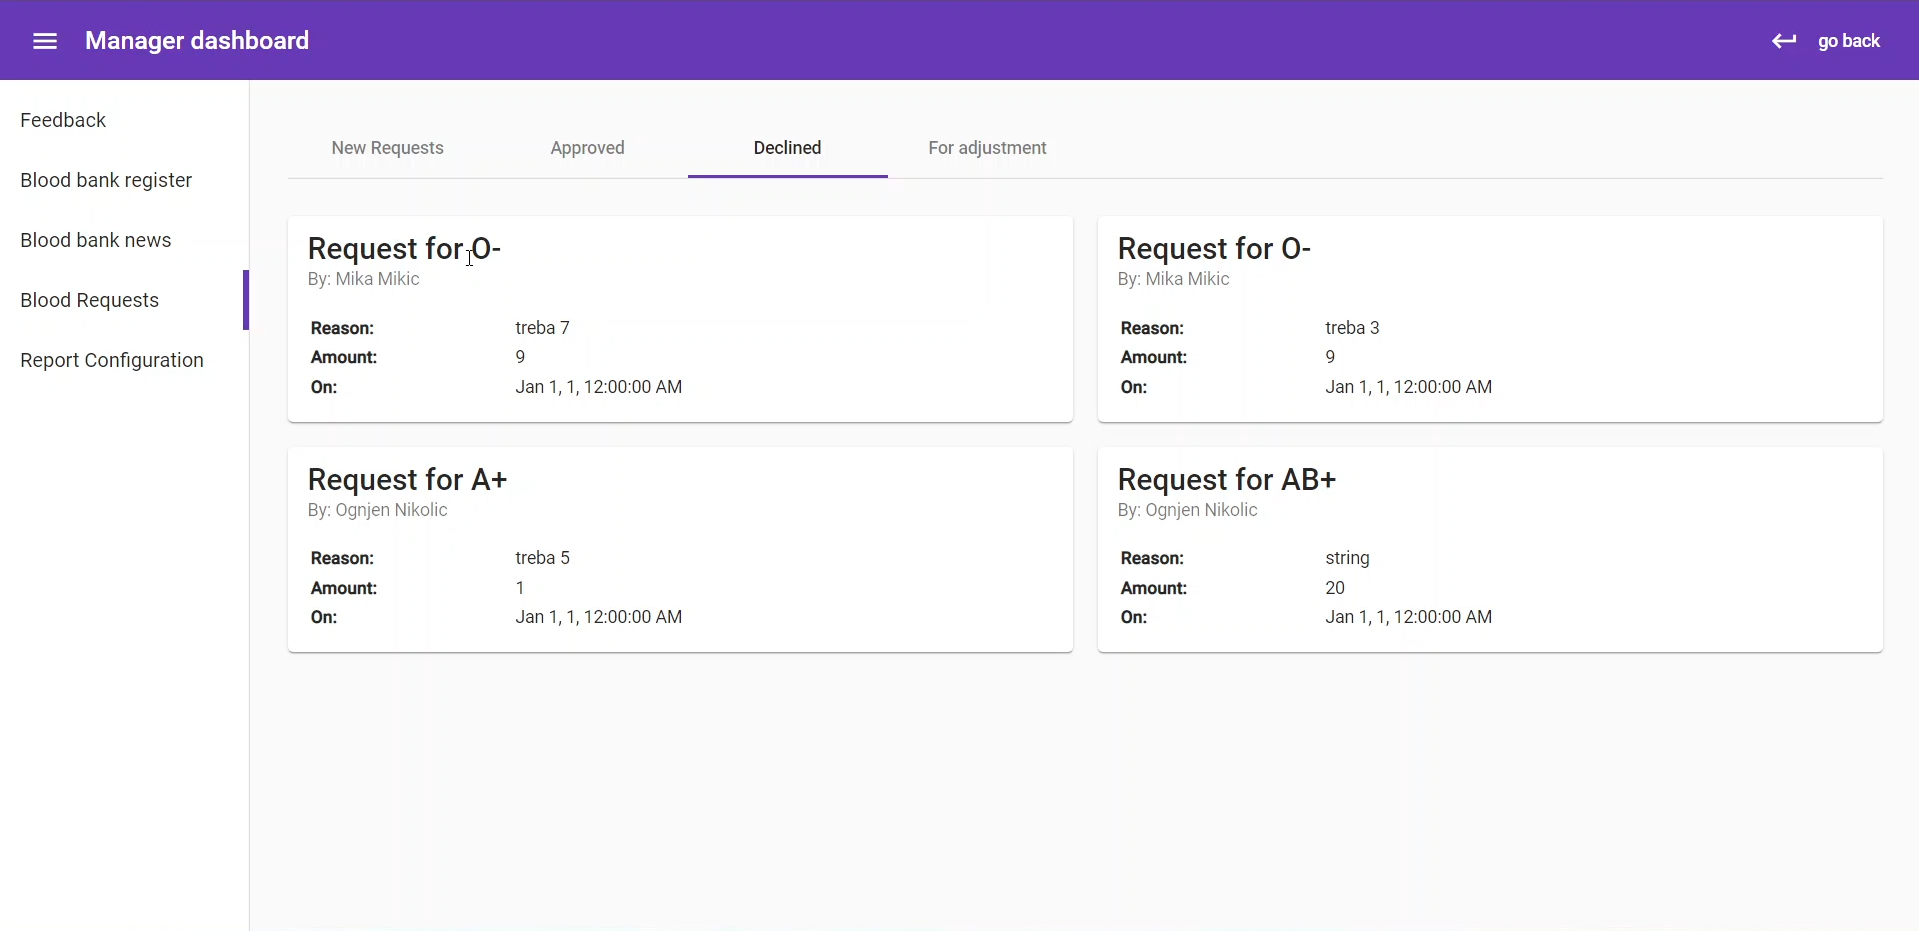 Manager dashboard
go back
Feedback
Blood bank register
Blood bank news
Blood Requests
Report Configuration
New Requests
Approved
Declined
For adjustment
Request for O-
By: Mika Mikic
Reason: treba 7
Amount: 9
On: Jan 1, 1, 12:00:00 AM
Request for O-
By: Mika Mikic
Reason: treba 3
Amount: 9
On: Jan 1, 1, 12:00:00 AM
Request for A+
By: Ognjen Nikolic
Reason: treba 5
Amount: 1
On: Jan 1, 1, 12:00:00 AM
Request for AB+
By: Ognjen Nikolic
Reason: string
Amount: 20
On: Jan 1, 1, 12:00:00 AM